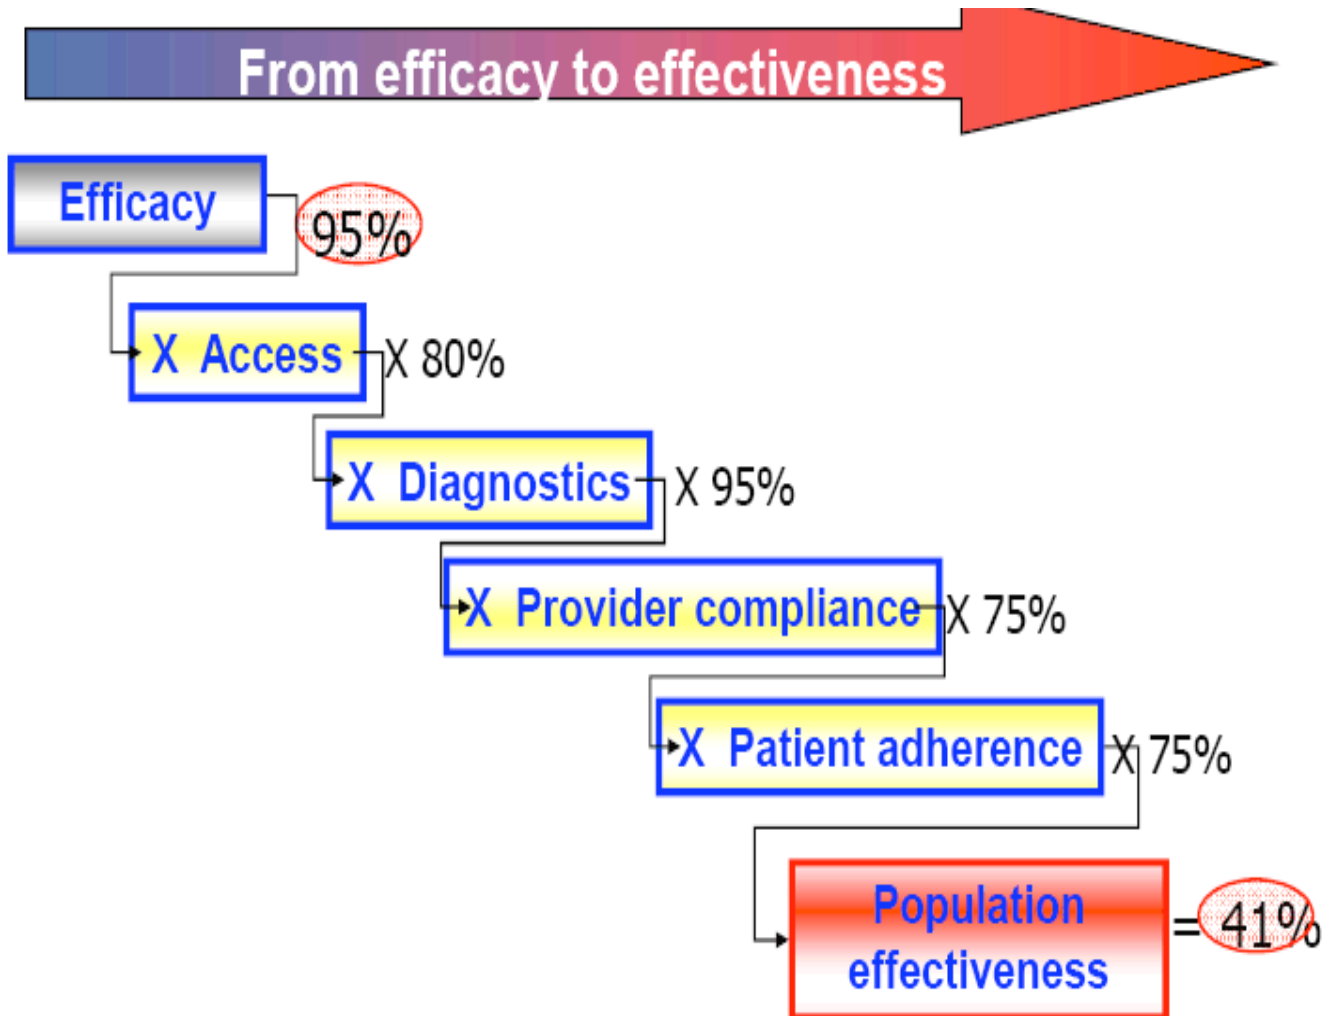 From efficacy to effectiveness
Efficacy
95%
X Access
X 80%
X Diagnostics
X 95%
X Provider compliance
X 75%
X Patient adherence
X 75%
Population
effectiveness
= 41%